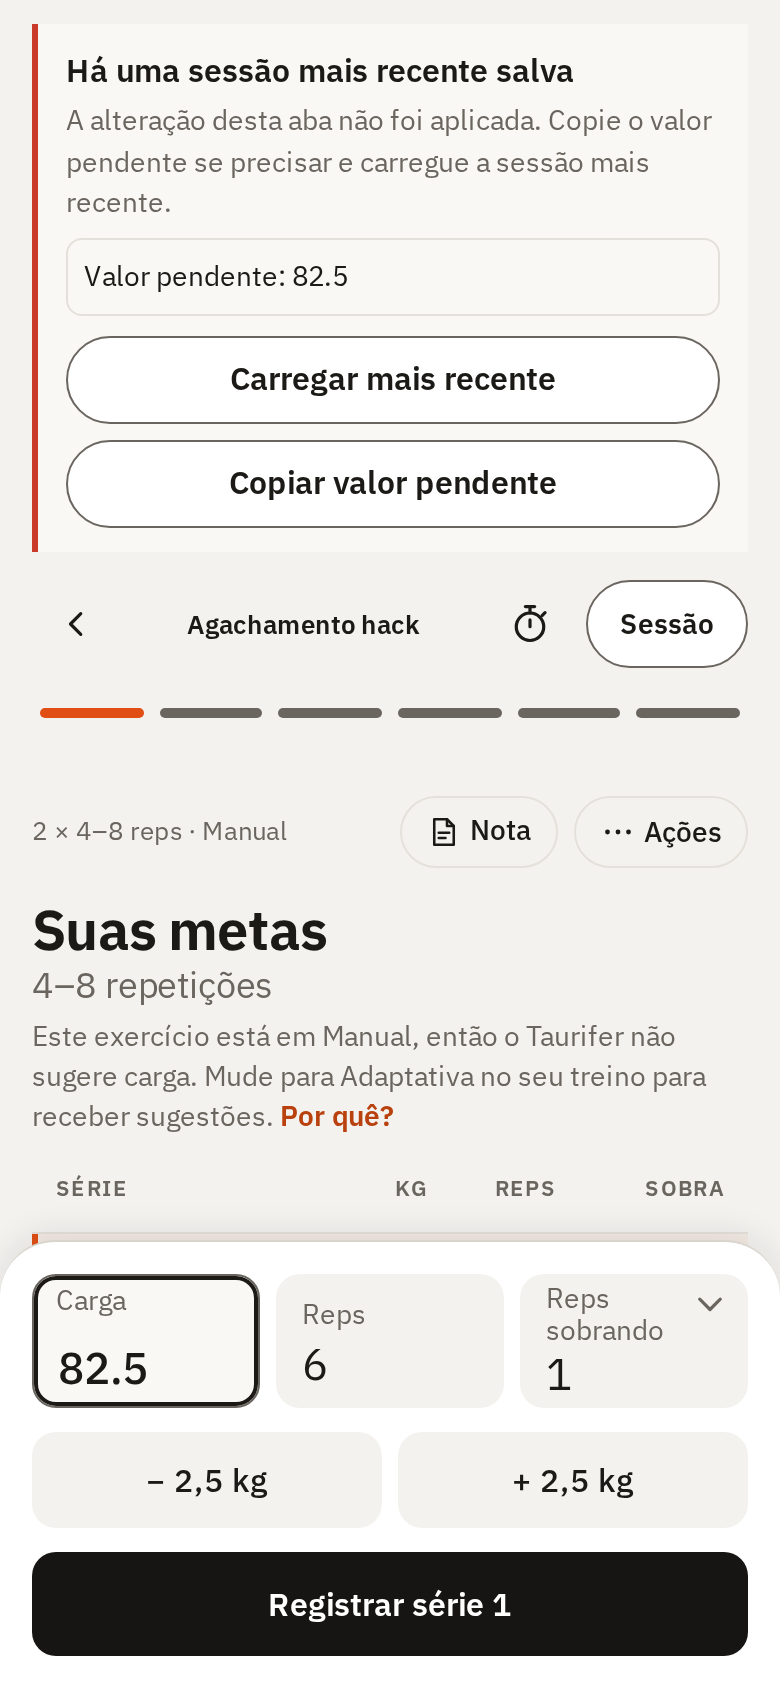 Há uma sessão mais recente salva
A alteração desta aba não foi aplicada. Copie o valor
pendente se precisar e carregue a sessão mais
recente.
Valor pendente: 82.5
Carregar mais recente
Copiar valor pendente
Agachamento hack
Sessão
2 × 4–8 reps · Manual
Nota
Ações
Suas metas
4–8 repetições
Este exercício está em Manual, então o Taurifer não
sugere carga. Mude para Adaptativa no seu treino para
receber sugestões. Por quê?
SÉRIE KG REPS SOBRA
Carga
82.5
Reps
6
Reps
sobrando
1
− 2,5 kg
+ 2,5 kg
Registrar série 1